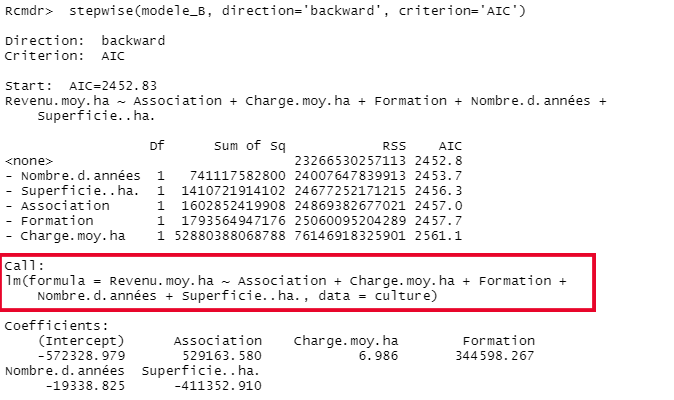 Rcmdr>  stepwise(modele_B, direction='backward', criterion='AIC')
Direction:  backward
Criterion:  AIC
Start:  AIC=2452.83
Revenu.moy.ha ~ Association + Charge.moy.ha + Formation + Nombre.d.années +
Superficie..ha.
Df Sum of Sq RSS AIC
<none> 23266530257113 2452.8
- Nombre.d.années 1 741117582800 24007647839913 2453.7
- Superficie..ha. 1 1410721914102 24677252171215 2456.3
- Association 1 1602852419908 24869382677021 2457.0
- Formation 1 1793564947176 25060095204289 2457.7
- Charge.moy.ha 1 52880388068788 76146918325901 2561.1
Call:
lm(formula = Revenu.moy.ha ~ Association + Charge.moy.ha + Formation +
Nombre.d.années + Superficie..ha., data = culture)
Coefficients:
(Intercept) Association Charge.moy.ha Formation
-572328.979 529163.580 6.986 344598.267
Nombre.d.années Superficie..ha.
-19338.825 -411352.910